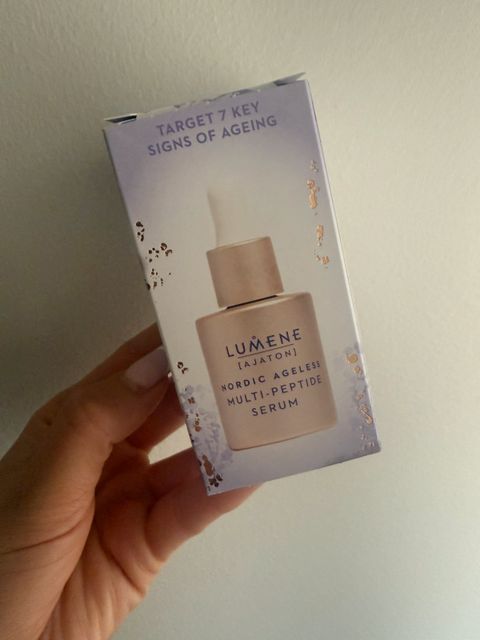 TARGET 7 KEY
SIGNS OF AGEING
LUMENE
[AJATON]
NORDIC AGELESS
MULTI-PEPTIDE
SERUM